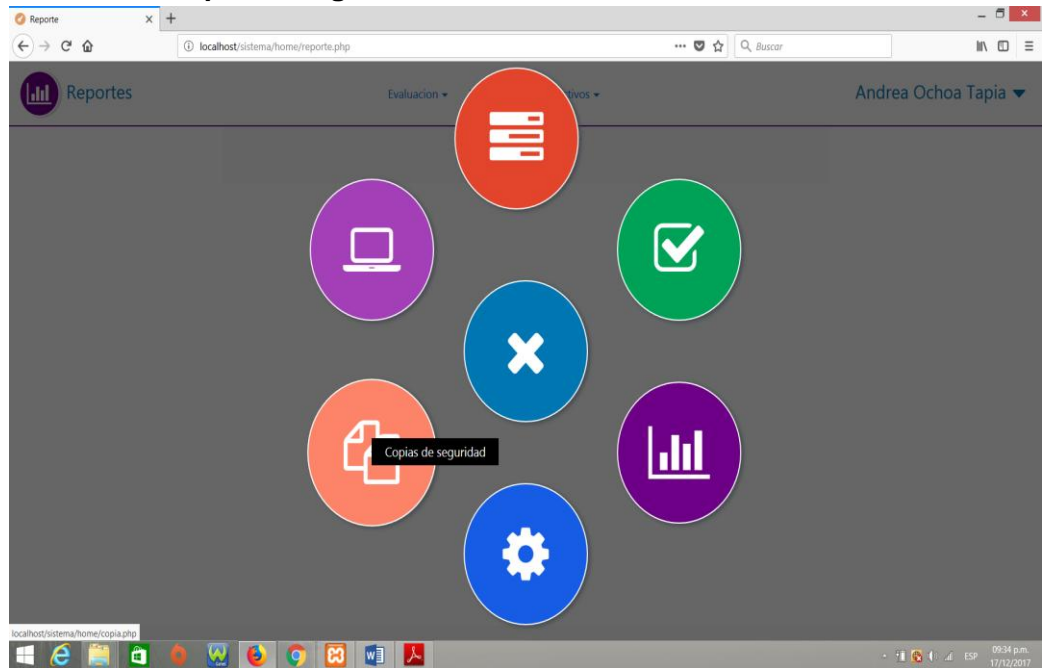 Reporte
localhost/sistema/home/reporte.php
Buscar
Reportes
Evaluacion
Andrea Ochoa Tapia
Copias de seguridad
localhost/sistema/home/copia.php
ESP
09:34 p.m.
17/12/2017